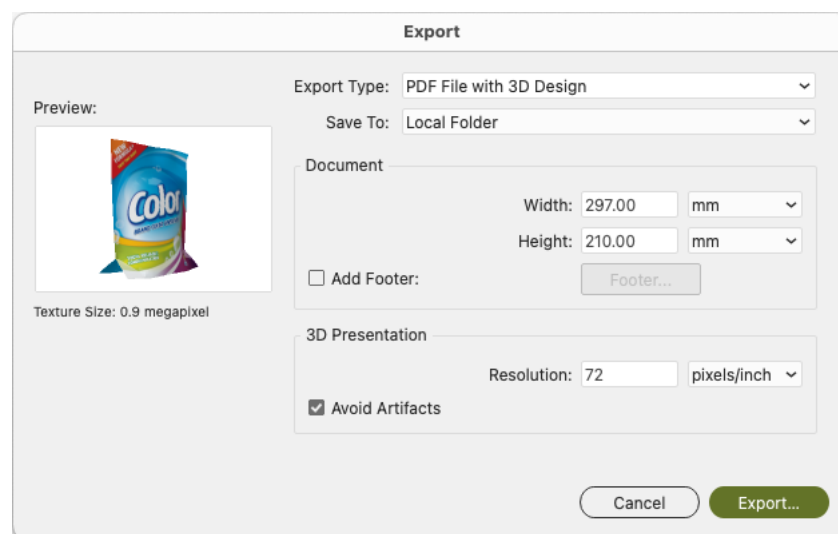 Export
Export Type: PDF File with 3D Design
Save To: Local Folder
Preview:
NEW
Color
Texture Size: 0.9 megapixel
Document
Width: 297.00 mm
Height: 210.00 mm
Add Footer: Footer...
3D Presentation
Resolution: 72 pixels/inch
Avoid Artifacts
Cancel Export...